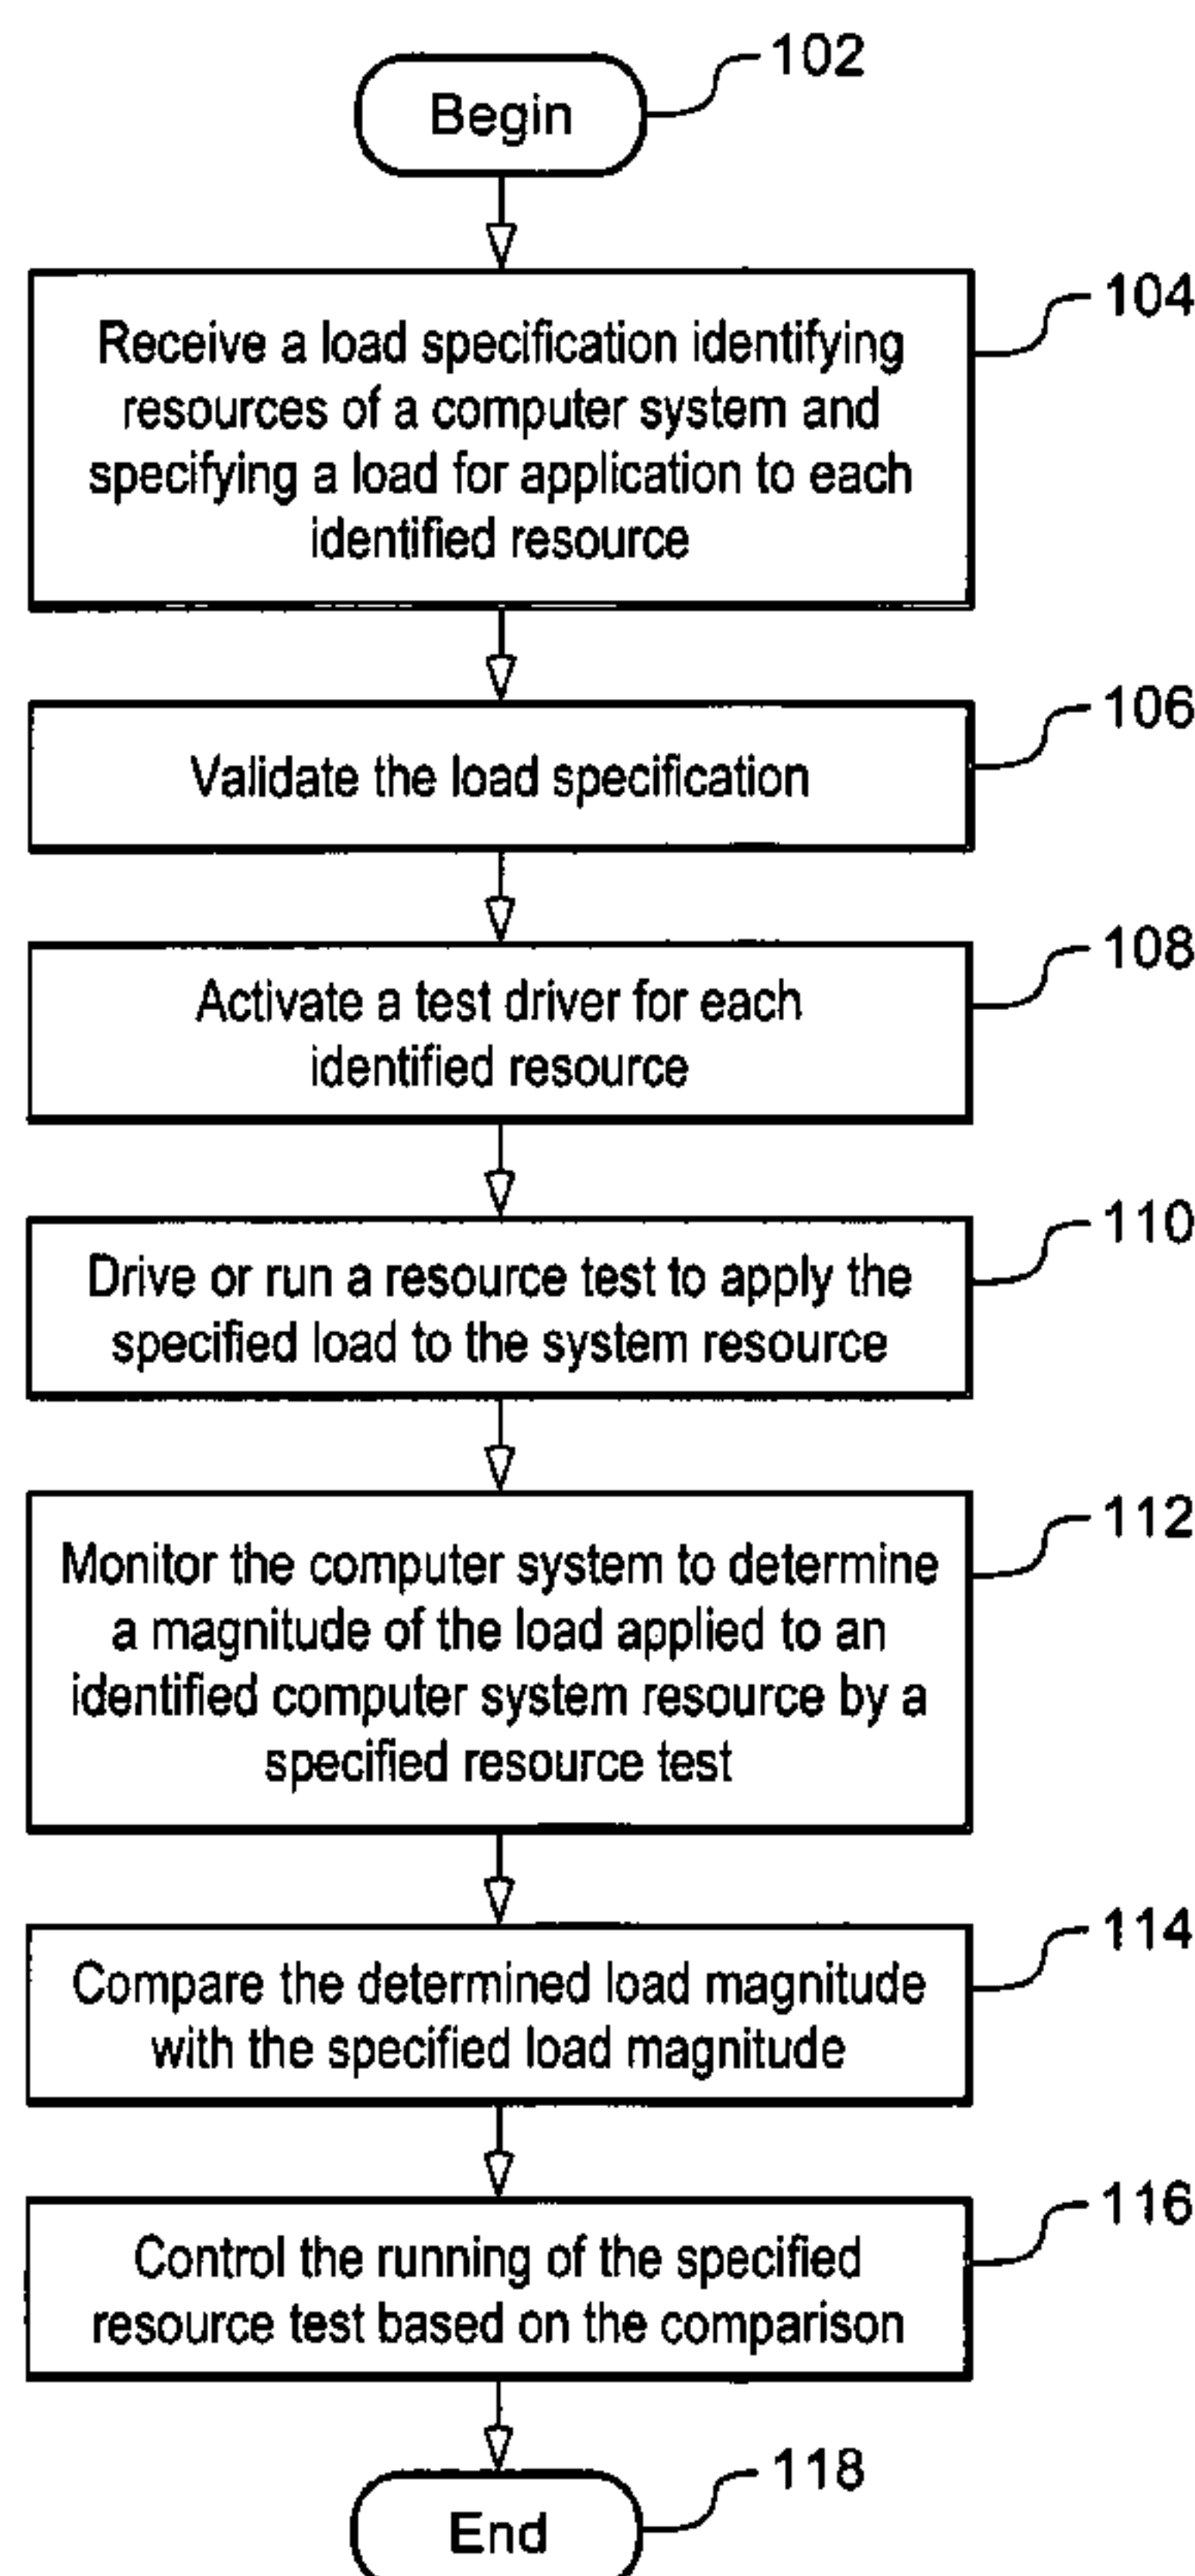 102
Begin
104
Receive a load specification identifying
resources of a computer system and
specifying a load for application to each
identified resource
106
Validate the load specification
108
Activate a test driver for each
identified resource
110
Drive or run a resource test to apply the
specified load to the system resource
112
Monitor the computer system to determine
a magnitude of the load applied to an
identified computer system resource by a
specified resource test
114
Compare the determined load magnitude
with the specified load magnitude
116
Control the running of the specified
resource test based on the comparison
118
End